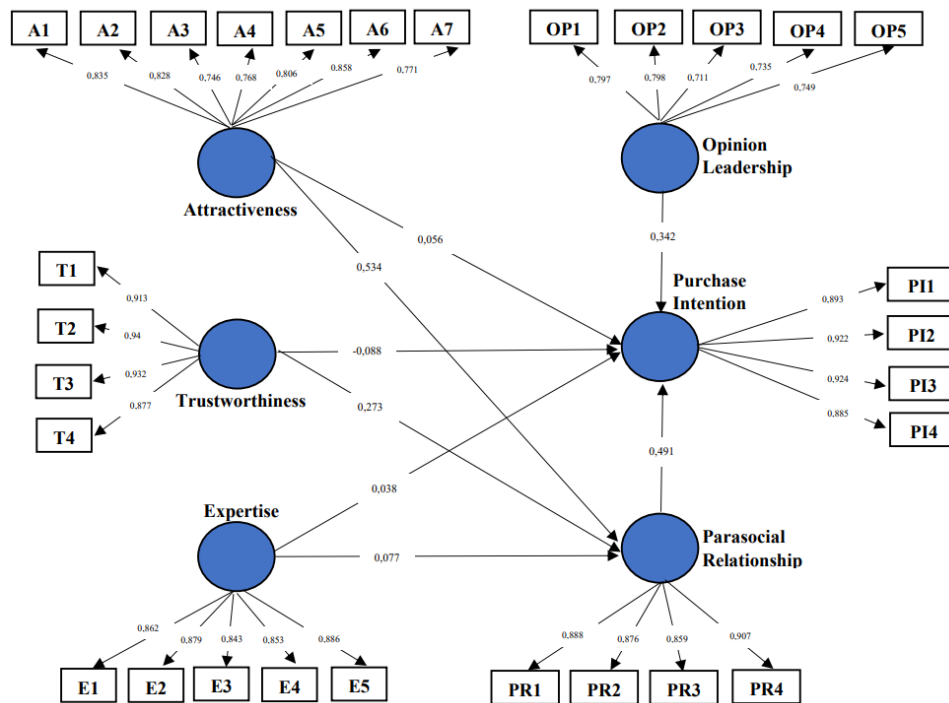 A1 A2 A3 A4 A5 A6 A7 OP1 OP2 OP3 OP4 OP5
0,835 0,828 0,746 0,768 0,806 0,858 0,771 0,797 0,798 0,711 0,735 0,749
Attractiveness
Opinion
Leadership
0,056
0,342
0,534
T1
T2
T3
T4
0,913
0,94
0,932
0,877
Trustworthiness
Purchase
Intention
-0,088
0,273
0,893
0,922
0,924
0,885
PI1
PI2
PI3
PI4
0,491
0,038
Expertise
0,077
Parasocial
Relationship
0,862 0,879 0,843 0,853 0,886 0,888 0,876 0,859 0,907
E1 E2 E3 E4 E5 PR1 PR2 PR3 PR4